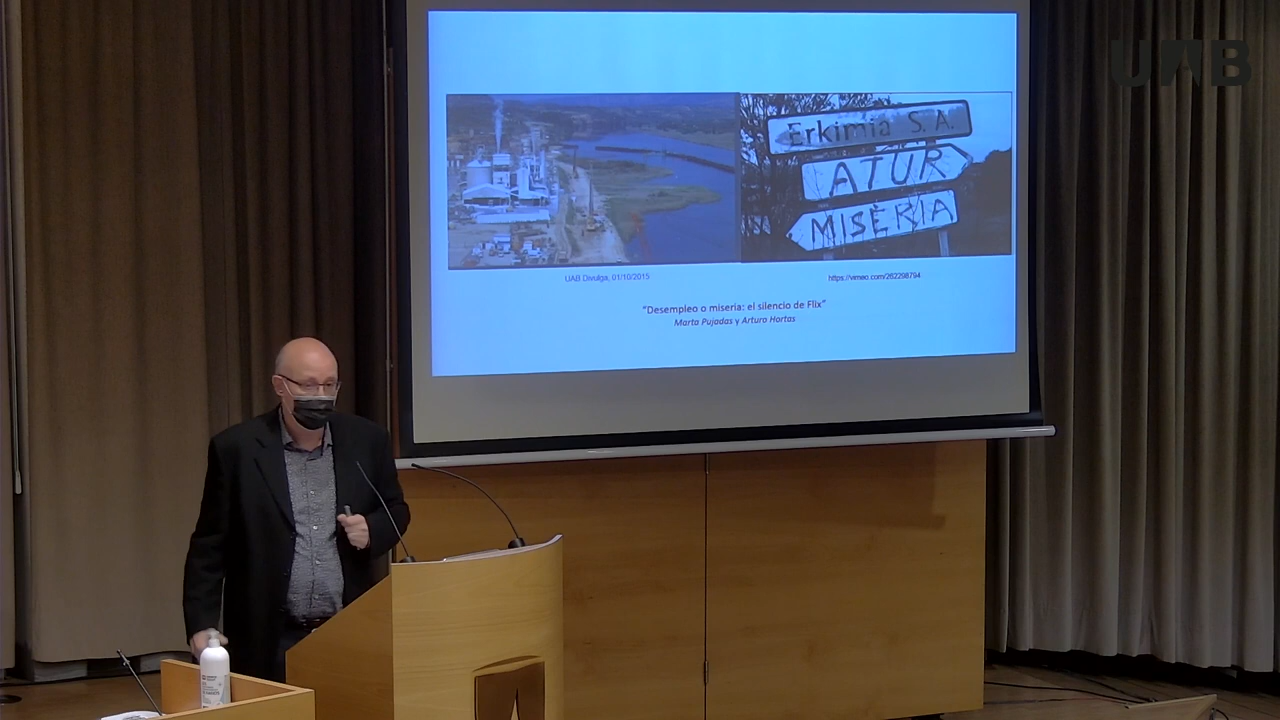 UAB
Erkimia S.A.
ATUR
MISÈRIA
UAB Divulga, 01/10/2015
https://vimeo.com/262298794
“Desempleo o miseria: el silencio de Flix”
Marta Pujadas y Arturo Hortas